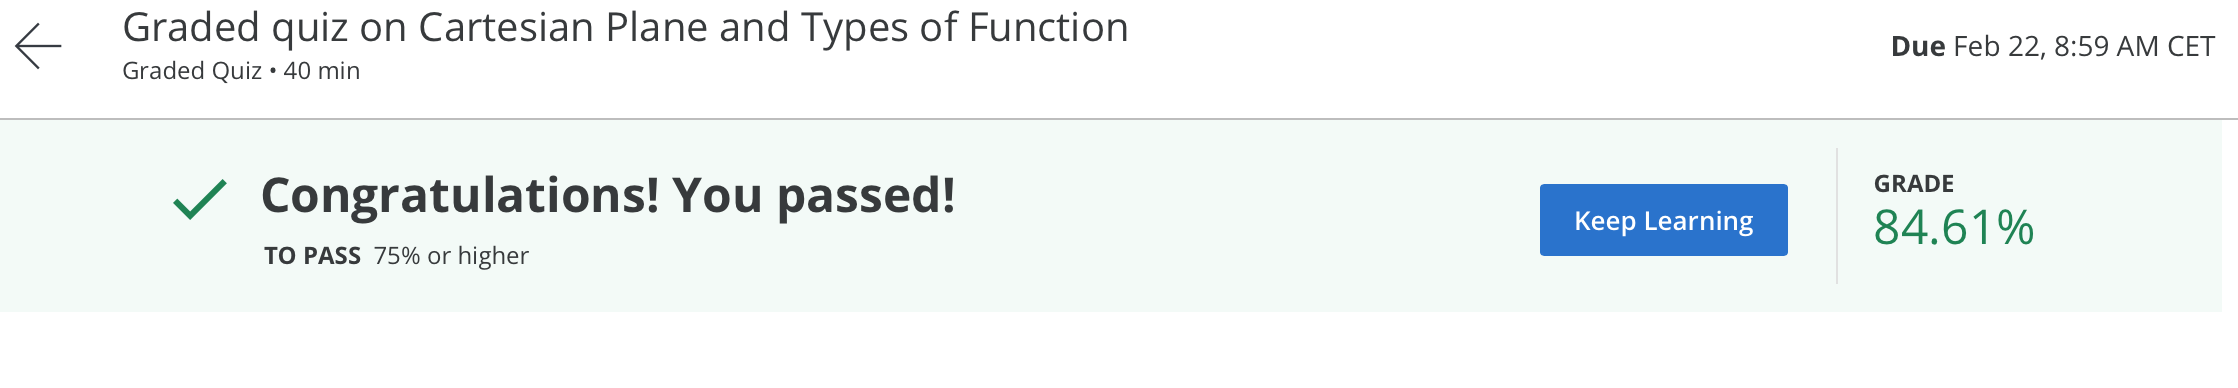 Graded quiz on Cartesian Plane and Types of Function
Graded Quiz • 40 min
Due Feb 22, 8:59 AM CET
Congratulations! You passed!
TO PASS 75% or higher
Keep Learning
GRADE
84.61%